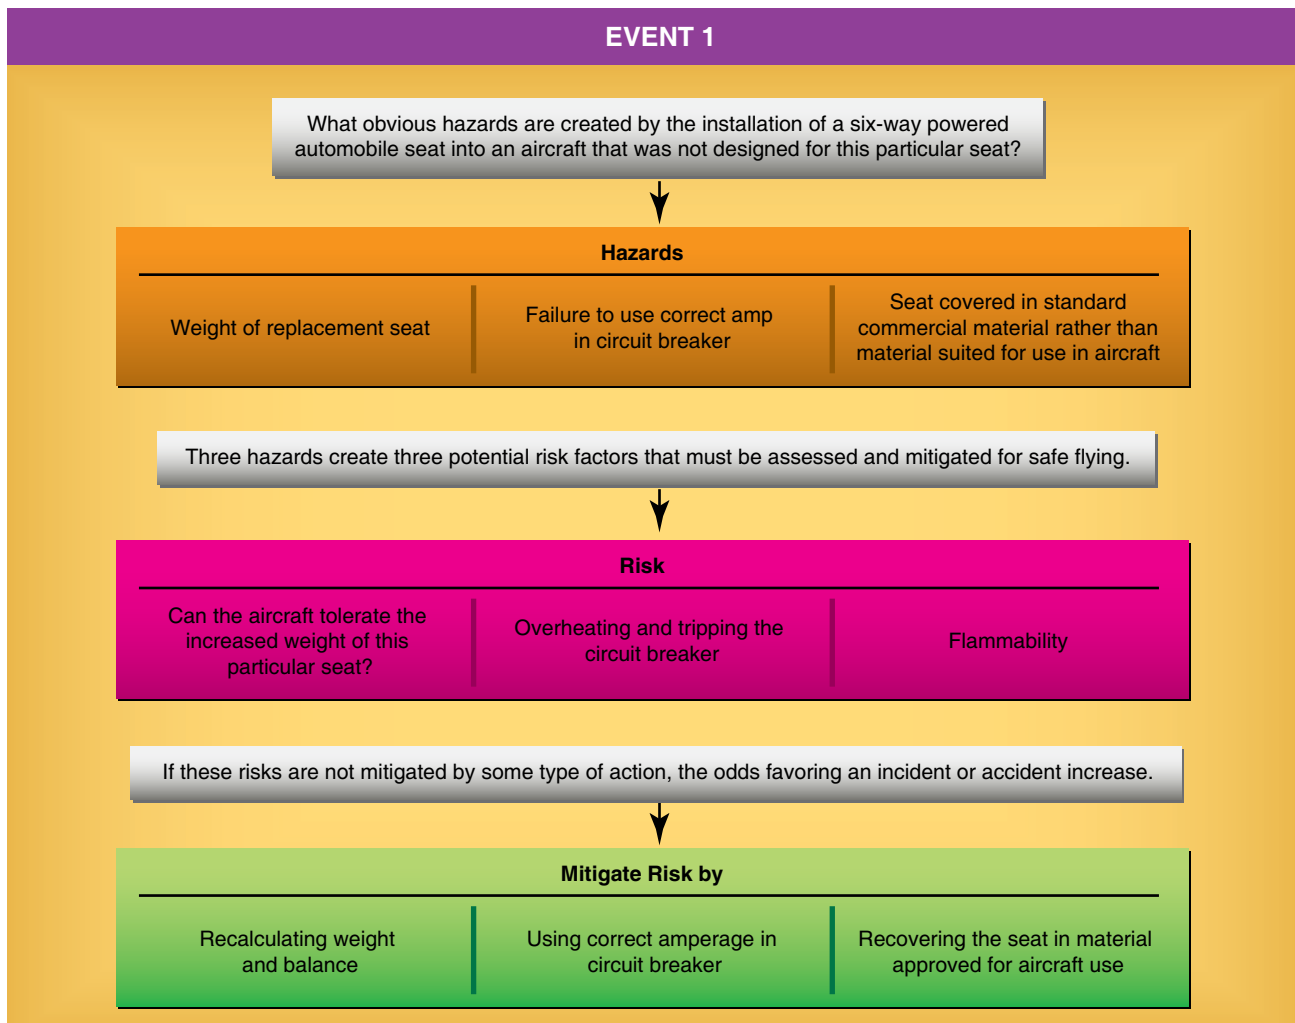 EVENT 1
What obvious hazards are created by the installation of a six-way powered
automobile seat into an aircraft that was not designed for this particular seat?
Hazards
Weight of replacement seat
Failure to use correct amp
in circuit breaker
Seat covered in standard
commercial material rather than
material suited for use in aircraft
Three hazards create three potential risk factors that must be assessed and mitigated for safe flying.
Risk
Can the aircraft tolerate the
increased weight of this
particular seat?
Overheating and tripping the
circuit breaker
Flammability
If these risks are not mitigated by some type of action, the odds favoring an incident or accident increase.
Mitigate Risk by
Recalculating weight
and balance
Using correct amperage in
circuit breaker
Recovering the seat in material
approved for aircraft use